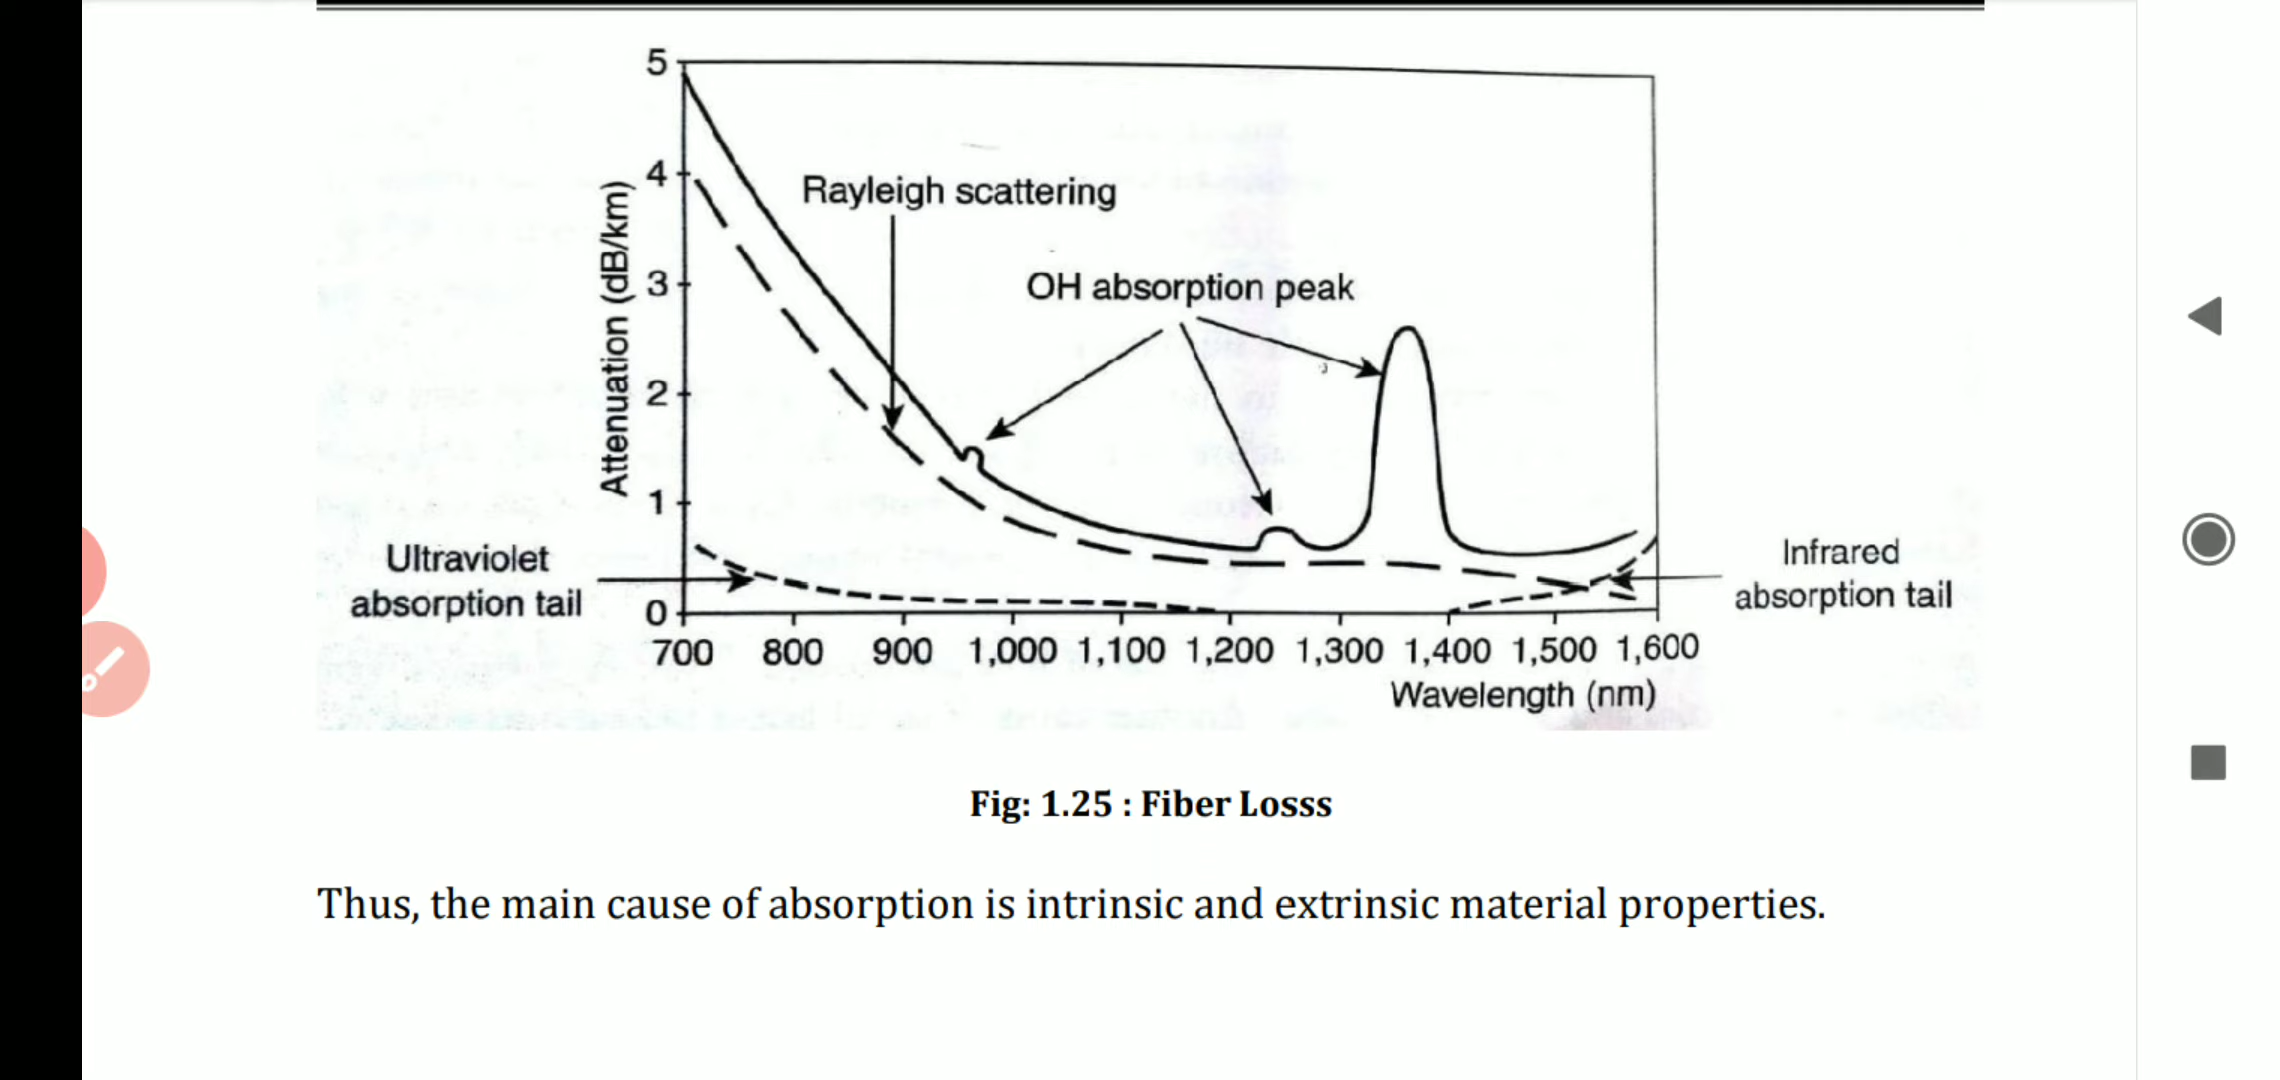 5
4
Rayleigh scattering
OH absorption peak
3
Attenuation (dB/km)
2
1
Ultraviolet
absorption tail
Infrared
absorption tail
0
700 800 900 1,000 1,100 1,200 1,300 1,400 1,500 1,600
Wavelength (nm)
Fig: 1.25 : Fiber Losss
Thus, the main cause of absorption is intrinsic and extrinsic material properties.